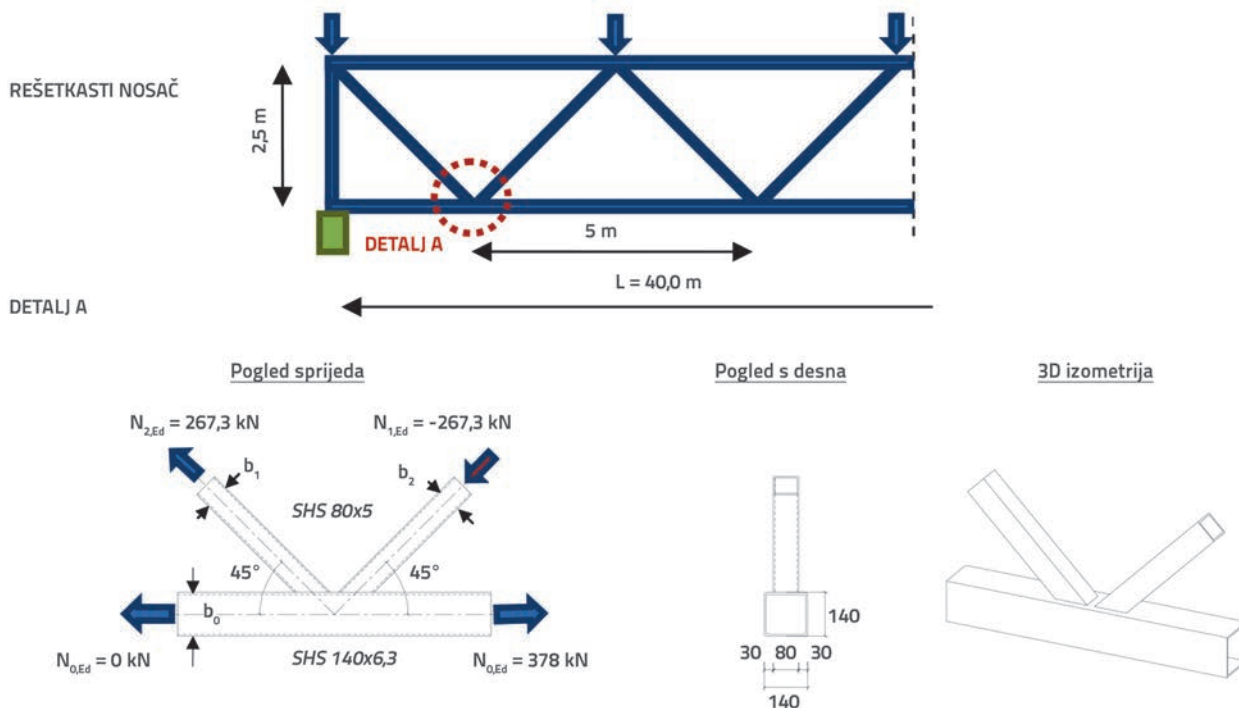 REŠETKASTI NOSAČ
2,5 m
DETALJ A
5 m
L = 40,0 m
DETALJ A
Pogled sprijeda
Pogled s desna
3D izometrija
N2,Ed = 267,3 kN
N1,Ed = -267,3 kN
b1
b2
SHS 80x5
45°
45°
b0
140
N0,Ed = 0 kN
SHS 140x6,3
N0,Ed = 378 kN
30 80 30
140